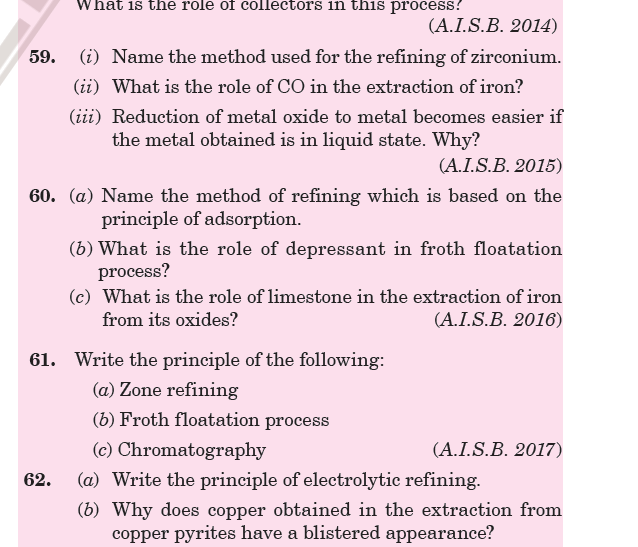 What is the role of collectors in this process?
(A.I.S.B. 2014)
59. (i) Name the method used for the refining of zirconium.
(ii) What is the role of CO in the extraction of iron?
(iii) Reduction of metal oxide to metal becomes easier if
the metal obtained is in liquid state. Why?
(A.I.S.B. 2015)
60. (a) Name the method of refining which is based on the
principle of adsorption.
(b) What is the role of depressant in froth floatation
process?
(c) What is the role of limestone in the extraction of iron
from its oxides? (A.I.S.B. 2016)
61. Write the principle of the following:
(a) Zone refining
(b) Froth floatation process
(c) Chromatography (A.I.S.B. 2017)
62. (a) Write the principle of electrolytic refining.
(b) Why does copper obtained in the extraction from
copper pyrites have a blistered appearance?